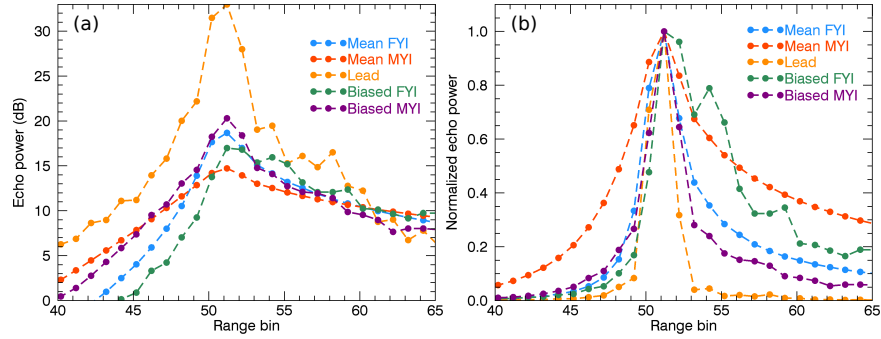 (a)
Mean FYI
Mean MYI
Lead
Biased FYI
Biased MYI
Echo power (dB)
30
25
20
15
10
5
0
40 45 50 55 60 65
Range bin
(b)
Mean FYI
Mean MYI
Lead
Biased FYI
Biased MYI
Normalized echo power
1.0
0.8
0.6
0.4
0.2
0.0
40 45 50 55 60 65
Range bin